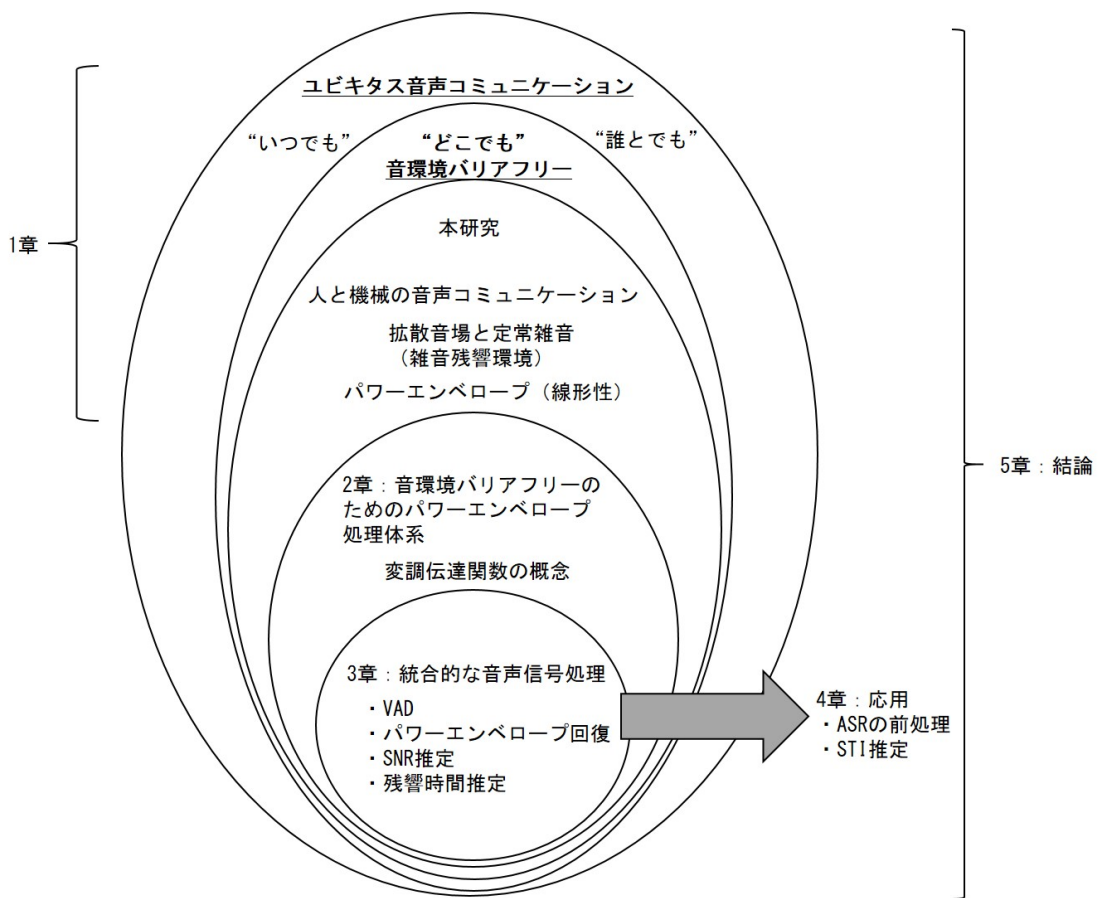 ユビキタス音声コミュニケーション
“いつでも”
“どこでも”
“誰とでも”
音環境バリアフリー
本研究
1章
人と機械の音声コミュニケーション
拡散音場と定常雑音
(雑音残響環境)
パワーエンベロープ(線形性)
5章:結論
2章:音環境バリアフリーの
ためのパワーエンベロープ
処理体系
変調伝達関数の概念
3章:統合的な音声信号処理
・VAD
・パワーエンベロープ回復
・SNR推定
・残響時間推定
4章:応用
・ASRの前処理
・STI推定